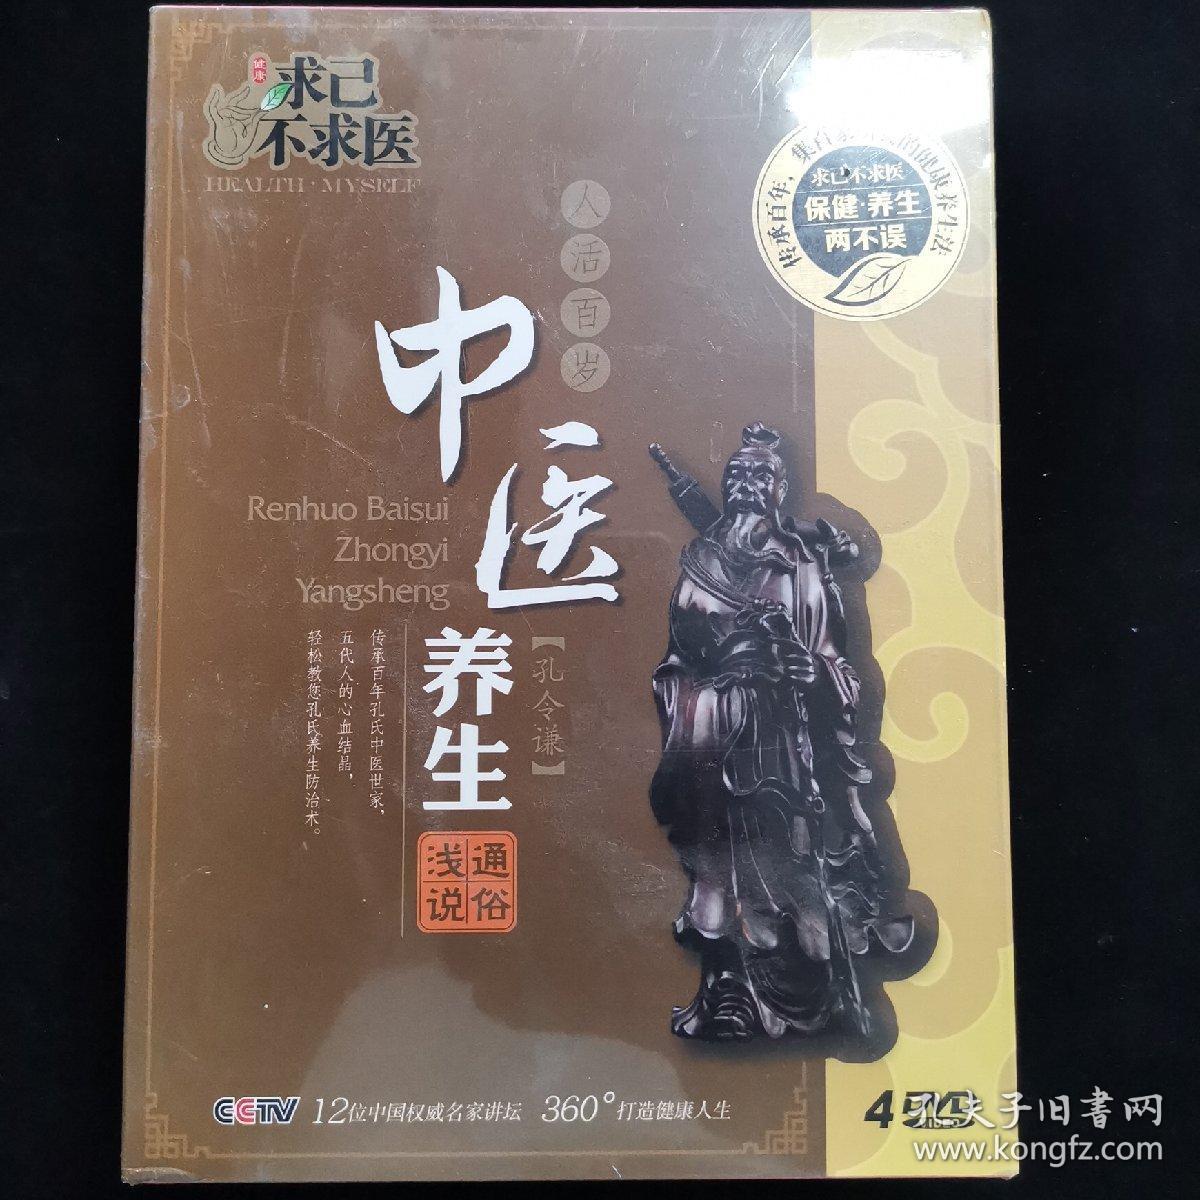 健康
求己
不求医
HEALTH · MYSELF
传承百年，集百家
的健康养生法
求己不求医
保健·养生
两不误
人活百岁
中医
养生
Renhuo Baisui
Zhongyi
Yangsheng
【孔令谦】
传承百年孔氏中医世家，
五代人的心血结晶，
轻松教您孔氏养生防治术。
通俗
浅说
CCTV 12位中国权威名家讲坛 360°打造健康人生
4
VIDEO
孔夫子旧書网
www.kongfz.com